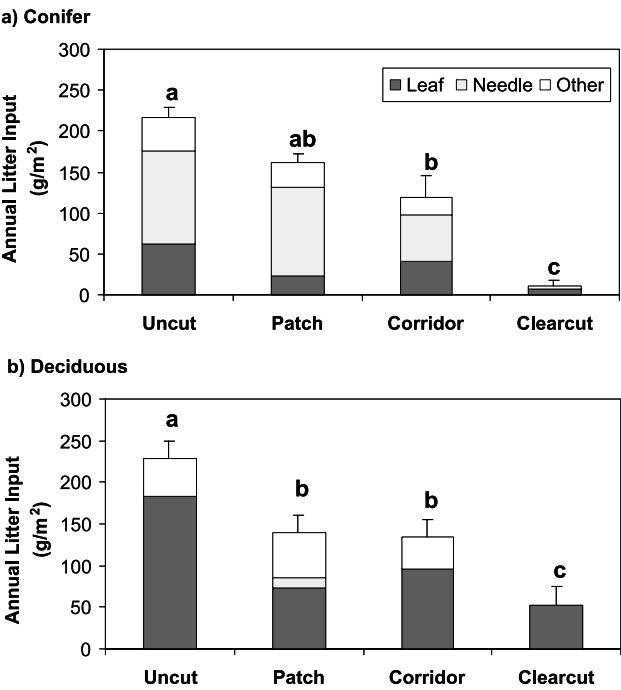 a) Conifer
300
250
200
150
100
50
0
Annual Litter Input
(g/m²)
Leaf Needle Other
a
ab
b
c
Uncut Patch Corridor Clearcut
b) Deciduous
300
250
200
150
100
50
0
Annual Litter Input
(g/m²)
a
b
b
c
Uncut Patch Corridor Clearcut